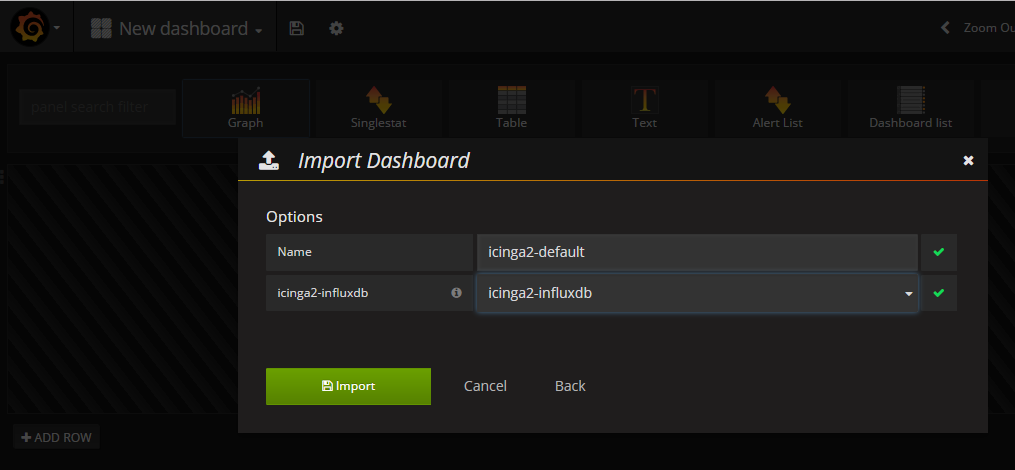 New dashboard
Zoom Ou
panel search filter
Graph
Singlestat
Table
Text
Alert List
Dashboard list
Import Dashboard
Options
Name
icinga2-default
icinga2-influxdb
icinga2-influxdb
Import
Cancel
Back
ADD ROW